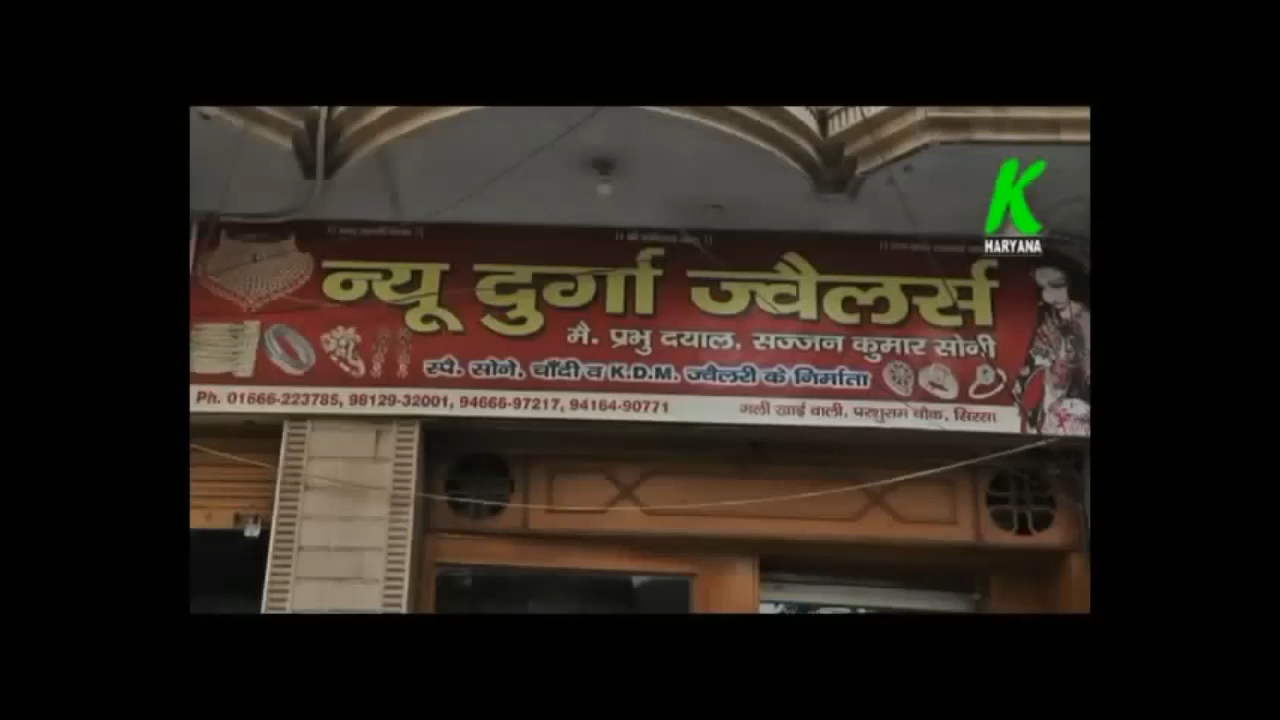 K
HARYANA
न्यू दुर्गा ज्वैलर्स
मै. प्रभु दयाल, सज्जन कुमार सोनी
स्पै. सोने, चाँदी व K.D.M. ज्वैलरी के निर्माता
Ph. 01666-223785, 98129-32001, 94666-97217, 94164-90771
गली खाई वाली, परशुराम चौक, सिरसा